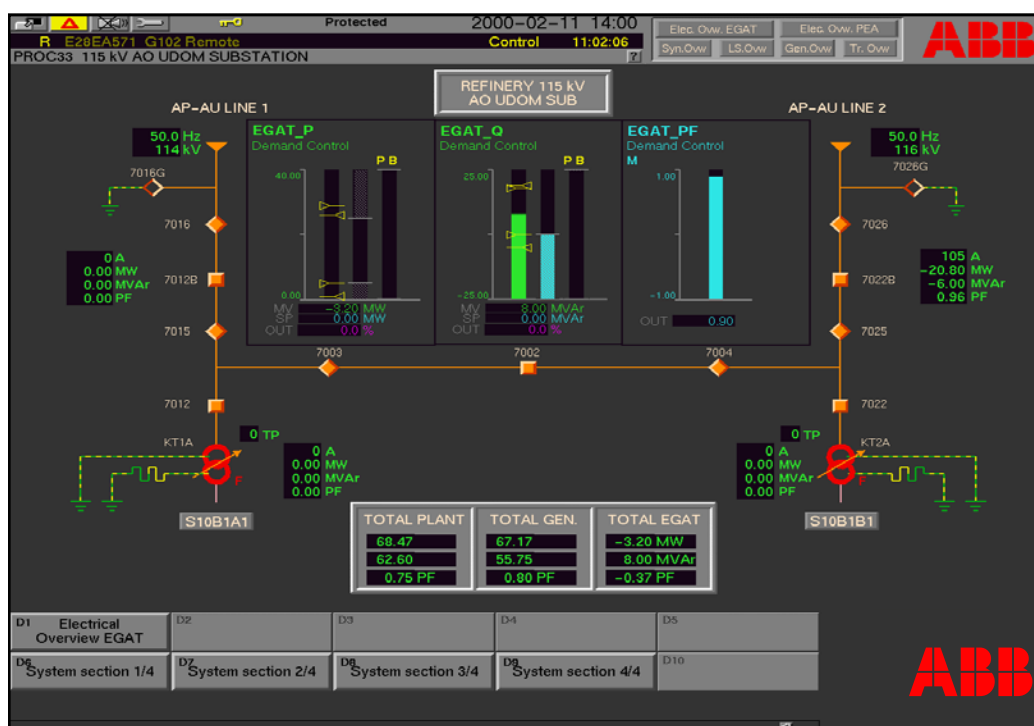 Protected
2000-02-11 14:00
R E28EA571 G102 Remote
Control 11:02:06
PROC33 115 kV AO UDOM SUBSTATION
?
Elec. Ovw. EGAT
Elec. Ovw. PEA
Syn.Ovw
LS.Ovw
Gen.Ovw
Tr. Ovw
ABB
REFINERY 115 kV
AO UDOM SUB
AP-AU LINE 1
AP-AU LINE 2
50.0 Hz
114 kV
7016G
7016
0 A
0.00 MW
0.00 MVAr
0.00 PF
7012B
7015
7012
KT1A
0 TP
F
0 A
0.00 MW
0.00 MVAr
0.00 PF
S10B1A1
EGAT_P
Demand Control
P B
40.00
0.00
MV -3.20 MW
SP 0.00 MW
OUT 0.0 %
EGAT_Q
Demand Control
P B
25.00
-25.00
MV 8.00 MVAr
SP 0.00 MVAr
OUT 0.0 %
EGAT_PF
Demand Control
M
1.00
-1.00
OUT 0.90
7003
7002
7004
50.0 Hz
116 kV
7026G
7026
105 A
-20.80 MW
-6.00 MVAr
0.96 PF
7022B
7025
7022
0 TP
KT2A
F
0 A
0.00 MW
0.00 MVAr
0.00 PF
S10B1B1
TOTAL PLANT
68.47
62.60
0.75 PF
TOTAL GEN.
67.17
55.75
0.80 PF
TOTAL EGAT
-3.20 MW
8.00 MVAr
-0.37 PF
D1 Electrical
Overview EGAT
D2
D3
D4
D5
D6 System section 1/4
D7 System section 2/4
D8 System section 3/4
D9 System section 4/4
D10
ABB